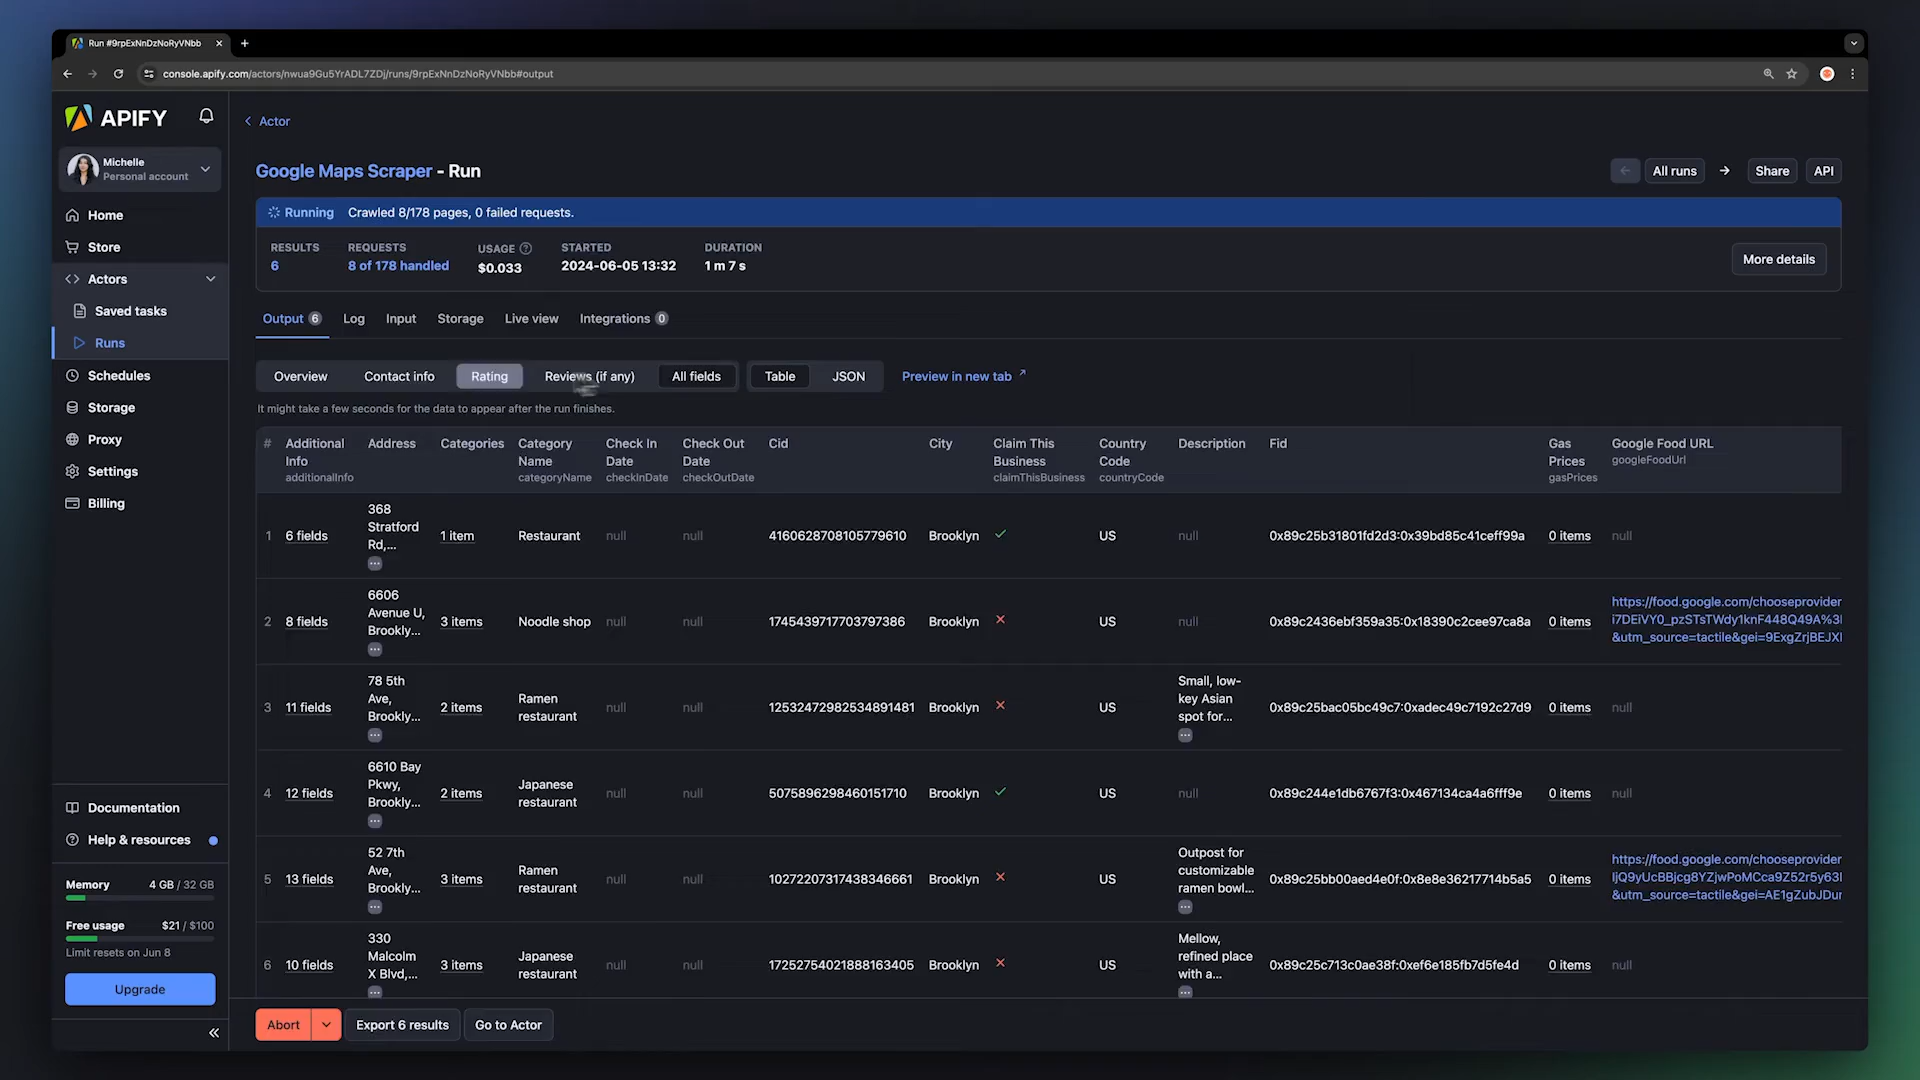 Run #9rpExNnDzNoRyVNbb
console.apify.com/actors/nwua9Gu5YrADL7ZDj/runs/9rpExNnDzNoRyVNbb#output
APIFY
Michelle
Personal account
Home
Store
Actors
Saved tasks
Runs
Schedules
Storage
Proxy
Settings
Billing
Documentation
Help & resources
Memory 4 GB / 32 GB
Free usage $21 / $100
Limit resets on Jun 8
Upgrade
Actor
Google Maps Scraper - Run
All runs
Share
API
Running Crawled 8/178 pages, 0 failed requests.
RESULTS REQUESTS USAGE STARTED DURATION
6 8 of 178 handled $0.033 2024-06-05 13:32 1 m 7 s
More details
Output 6 Log Input Storage Live view Integrations 0
Overview Contact info Rating Reviews (if any) All fields Table JSON Preview in new tab
It might take a few seconds for the data to appear after the run finishes.
# Additional Info Address Categories Category Name Check In Date Check Out Date Cid City Claim This Business Country Code Description Fid Gas Prices Google Food URL
additionalInfo categoryName checkInDate checkOutDate claimThisBusiness countryCode gasPrices googleFoodUrl
1 6 fields 368 Stratford Rd,... 1 item Restaurant null null 4160628708105779610 Brooklyn US null 0x89c25b31801fd2d3:0x39bd85c41ceff99a 0 items null
2 8 fields 6606 Avenue U, Brookly... 3 items Noodle shop null null 1745439717703797386 Brooklyn US null 0x89c2436ebf359a35:0x18390c2cee97ca8a 0 items https://food.google.com/chooseprovider
i7DEiVY0_pzSTsTWdy1knF448Q49A%3
&utm_source=tactile&gei=9ExgZrjBEJX
3 11 fields 78 5th Ave, Brookly... 2 items Ramen restaurant null null 12532472982534891481 Brooklyn US Small, low-key Asian spot for... 0x89c25bac05bc49c7:0xadec49c7192c27d9 0 items null
4 12 fields 6610 Bay Pkwy, Brookly... 2 items Japanese restaurant null null 5075896298460151710 Brooklyn US null 0x89c244e1db6767f3:0x467134ca4a6fff9e 0 items null
5 13 fields 52 7th Ave, Brookly... 3 items Ramen restaurant null null 10272207317438346661 Brooklyn US Outpost for customizable ramen bowl... 0x89c25bb00aed4e0f:0x8e8e36217714b5a5 0 items https://food.google.com/chooseprovider
IjQ9yUcBBjcg8YZjwPoMCca9Z52r5y63
&utm_source=tactile&gei=AE1gZubJDur
6 10 fields 330 Malcolm X Blvd,... 3 items Japanese restaurant null null 17252754021888163405 Brooklyn US Mellow, refined place with a... 0x89c25c713c0ae38f:0xef6e185fb7d5fe4d 0 items null
Abort Export 6 results Go to Actor